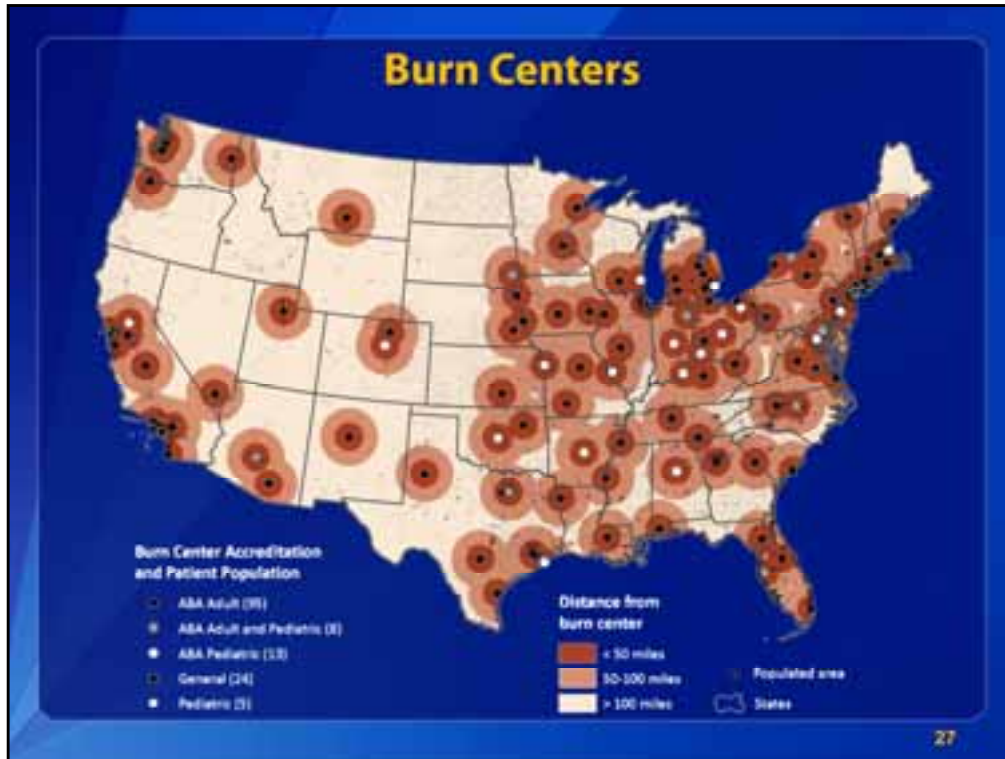 Burn Centers
Burn Center Accreditation
and Patient Population
ABA Adult (95)
ABA Adult and Pediatric (8)
ABA Pediatric (13)
General (24)
Pediatric (5)
Distance from
burn center
< 50 miles
50-100 miles
> 100 miles
Populated area
States
27